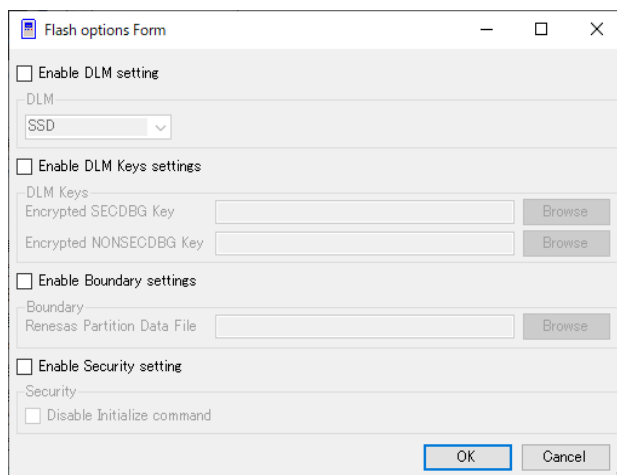 Flash options Form
Enable DLM setting
DLM
SSD
Enable DLM Keys settings
DLM Keys
Encrypted SECDBG Key
Browse
Encrypted NONSECDBG Key
Browse
Enable Boundary settings
Boundary
Renesas Partition Data File
Browse
Enable Security setting
Security
Disable Initialize command
OK
Cancel